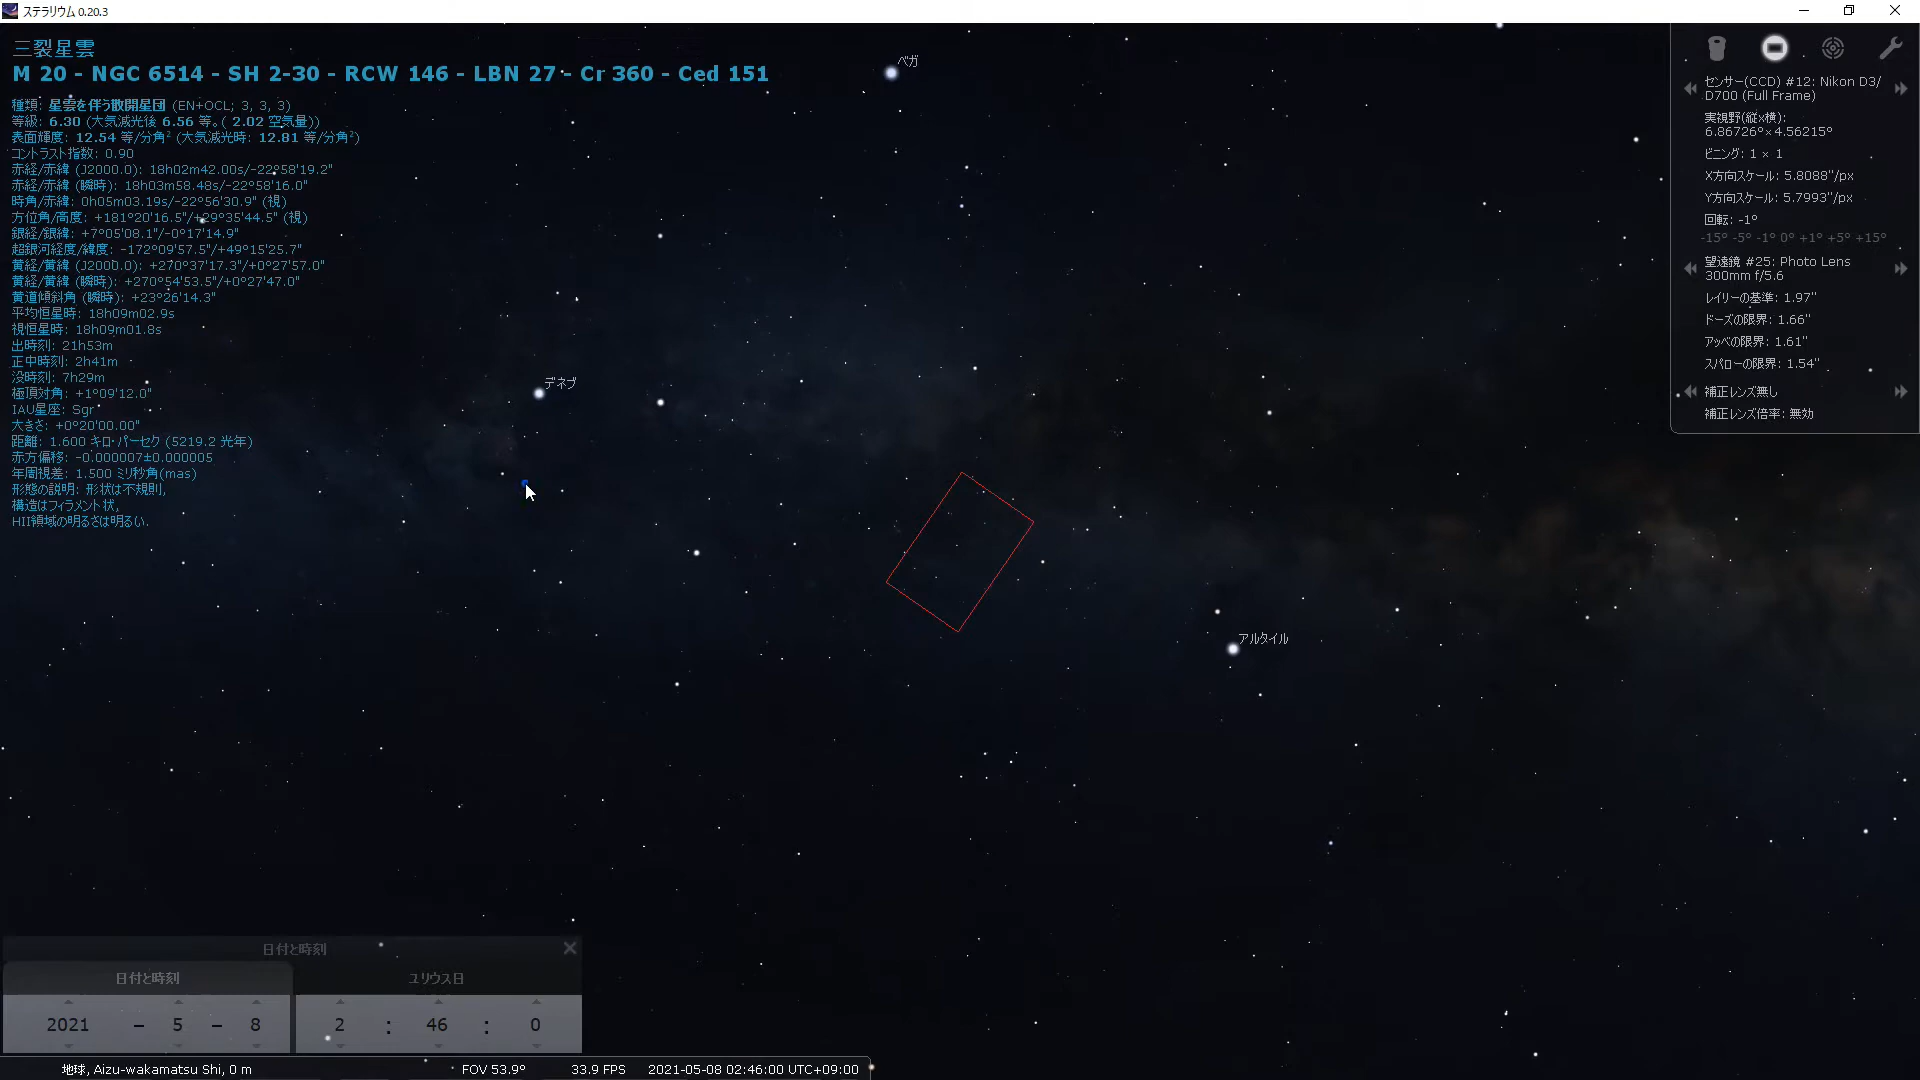 ステラリウム 0.20.3
三裂星雲
M 20 - NGC 6514 - SH 2-30 - RCW 146 - LBN 27 - Cr 360 - Ced 151
種類: 星雲を伴う散開星団 (EN+OCL; 3, 3, 3)
等級: 6.30 (大気減光後 6.56 等。( 2.02 空気量))
表面輝度: 12.54 等/分角² (大気減光時: 12.81 等/分角²)
コントラスト指数: 0.90
赤経/赤緯 (J2000.0): 18h02m42.00s/-22°58'19.2"
赤経/赤緯 (瞬時): 18h03m58.48s/-22°58'16.0"
時角/赤緯: 0h05m03.19s/-22°56'30.9" (視)
方位角/高度: +181°20'16.5"/+29°35'44.5" (視)
銀経/銀緯: +7°05'08.1"/-0°17'14.9"
超銀河経度/緯度: -172°09'57.5"/+49°15'25.7"
黄経/黄緯 (J2000.0): +270°37'17.3"/+0°27'57.0"
黄経/黄緯 (瞬時): +270°54'53.5"/+0°27'47.0"
黄道傾斜角 (瞬時): +23°26'14.3"
平均恒星時: 18h09m02.9s
視恒星時: 18h09m01.8s
出時刻: 21h53m
正中時刻: 2h41m
没時刻: 7h29m
極頂対角: +1°09'12.0"
IAU星座: Sgr
大きさ: +0°20'00.00"
距離: 1.600 キロ・パーセク (5219.2 光年)
赤方偏移: -0.000007±0.000005
年周視差: 1.500 ミリ秒角(mas)
形態の説明: 形状は不規則,
構造はフィラメント状,
HII領域の明るさは明るい.
ベガ
デネブ
アルタイル
センサー(CCD) #12: Nikon D3/
D700 (Full Frame)
実視野(縦x横):
6.86726°×4.56215°
ビニング: 1 × 1
X方向スケール: 5.8088"/px
Y方向スケール: 5.7993"/px
回転: -1°
-15° -5° -1° 0° +1° +5° +15°
望遠鏡 #25: Photo Lens
300mm f/5.6
レイリーの基準: 1.97"
ドーズの限界: 1.66"
アッベの限界: 1.61"
スパローの限界: 1.54"
補正レンズ無し
補正レンズ倍率: 無効
日付と時刻
日付と時刻 ユリウス日
2021 – 5 – 8 2 : 46 : 0
地球, Aizu-wakamatsu Shi, 0 m FOV 53.9° 33.9 FPS 2021-05-08 02:46:00 UTC+09:00